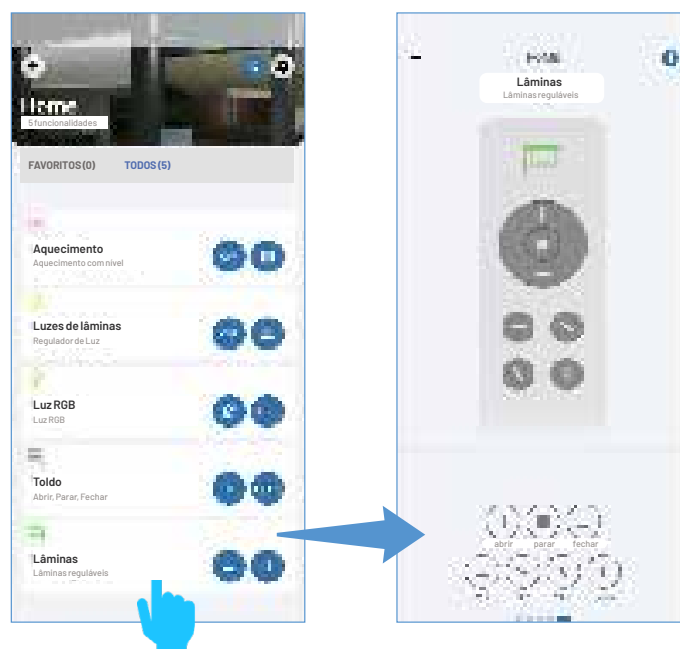 Home
5 funcionalidades
FAVORITOS (0) TODOS (5)
Aquecimento
Aquecimento com nível
Luzes de lâminas
Regulador de Luz
Luz RGB
Luz RGB
Toldo
Abrir, Parar, Fechar
Lâminas
Lâminas reguláveis
Lâminas
Lâminas reguláveis
abrir parar fechar